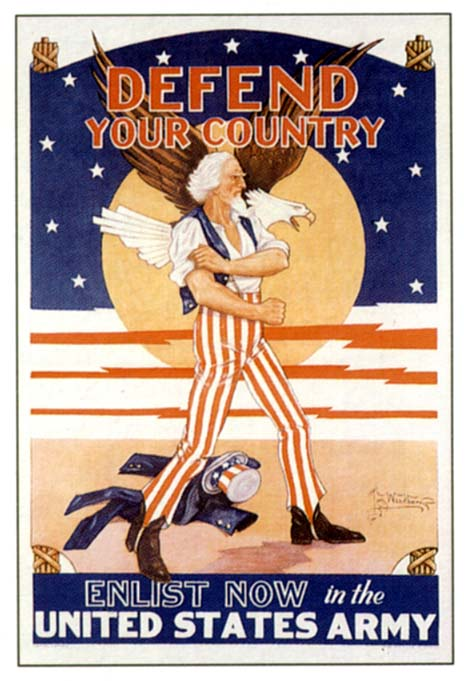 DEFEND
YOUR COUNTRY
ENLIST NOW in the
UNITED STATES ARMY